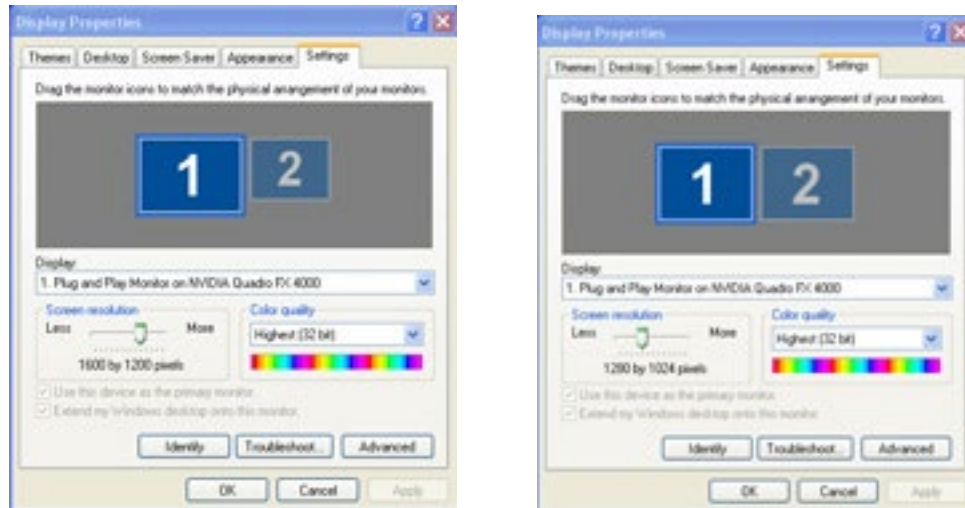 Display Properties
Themes Desktop Screen Saver Appearance Settings
Drag the monitor icons to match the physical arrangement of your monitors.
1 2
Display:
1. Plug and Play Monitor on NVIDIA Quadro FX 4000
Screen resolution
Less More
1600 by 1200 pixels
Color quality
Highest (32 bit)
Use this device as the primary monitor.
Extend my Windows desktop onto this monitor.
Identify Troubleshoot... Advanced
OK Cancel Apply
Display Properties
Themes Desktop Screen Saver Appearance Settings
Drag the monitor icons to match the physical arrangement of your monitors.
1 2
Display:
1. Plug and Play Monitor on NVIDIA Quadro FX 4000
Screen resolution
Less More
1280 by 1024 pixels
Color quality
Highest (32 bit)
Use this device as the primary monitor.
Extend my Windows desktop onto this monitor.
Identify Troubleshoot... Advanced
OK Cancel Apply